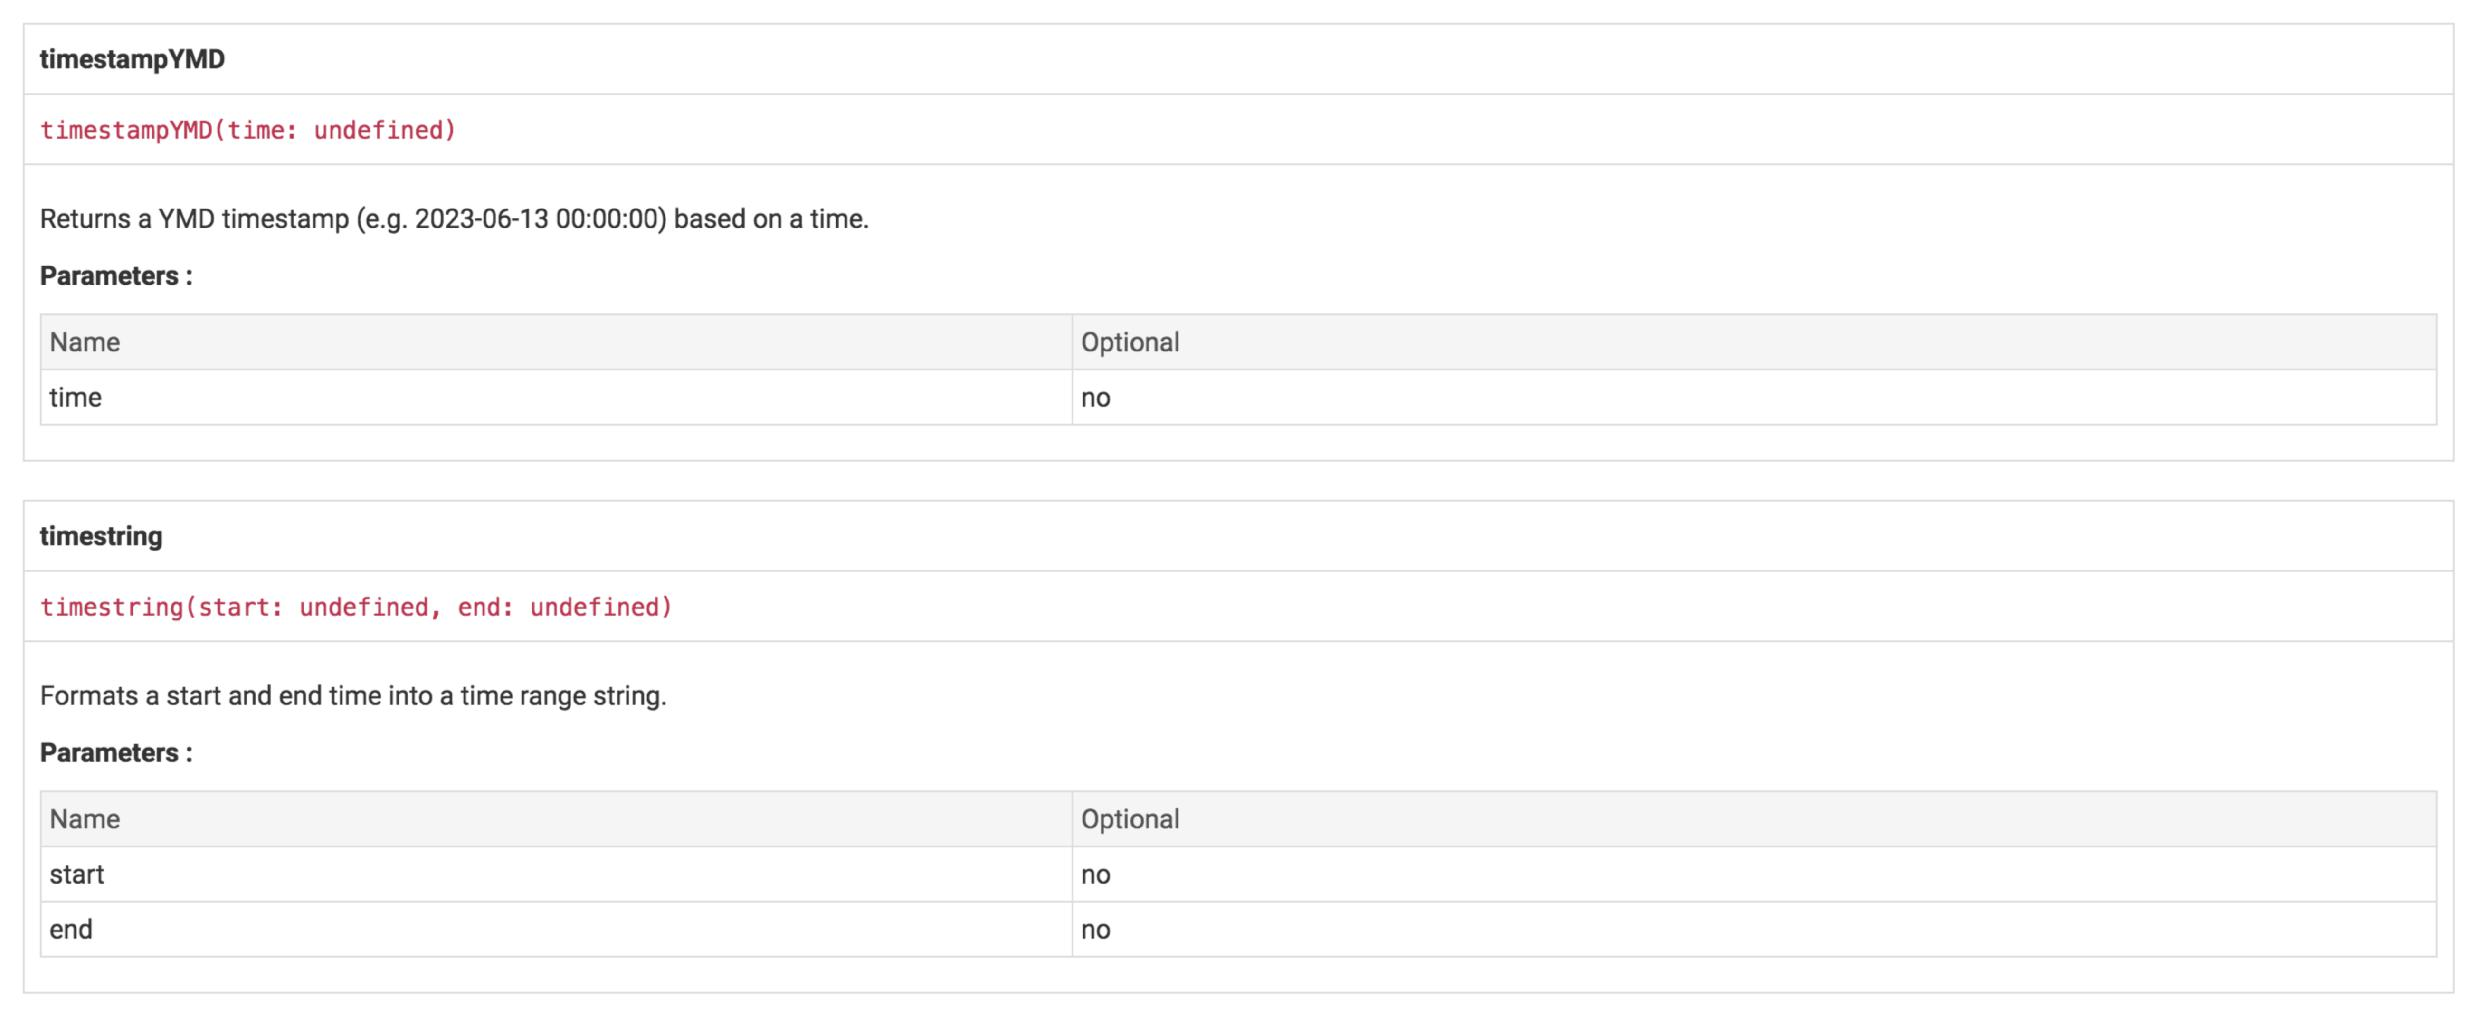 timestampYMD
timestampYMD(time: undefined)
Returns a YMD timestamp (e.g. 2023-06-13 00:00:00) based on a time.
Parameters :
Name Optional
time no
timestring
timestring(start: undefined, end: undefined)
Formats a start and end time into a time range string.
Parameters :
Name Optional
start no
end no